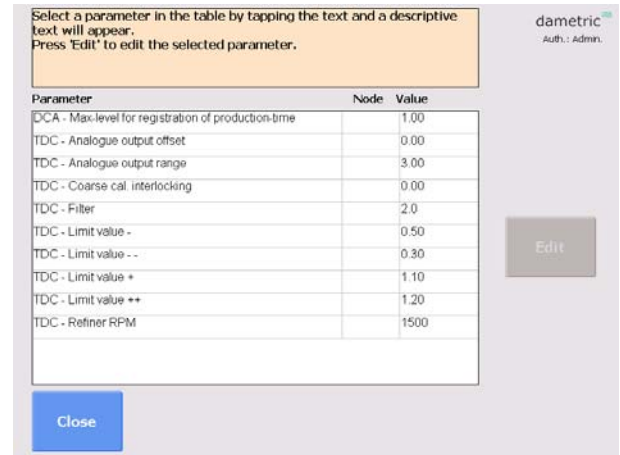 Select a parameter in the table by tapping the text and a descriptive
text will appear.
Press 'Edit' to edit the selected parameter.
dametric
Auth.: Admin.
Parameter Node Value
DCA - Max-level for registration of production-time 1.00
TDC - Analogue output offset 0.00
TDC - Analogue output range 3.00
TDC - Coarse cal. interlocking 0.00
TDC - Filter 2.0
TDC - Limit value - 0.50
TDC - Limit value - - 0.30
TDC - Limit value + 1.10
TDC - Limit value ++ 1.20
TDC - Refiner RPM 1500
Edit
Close